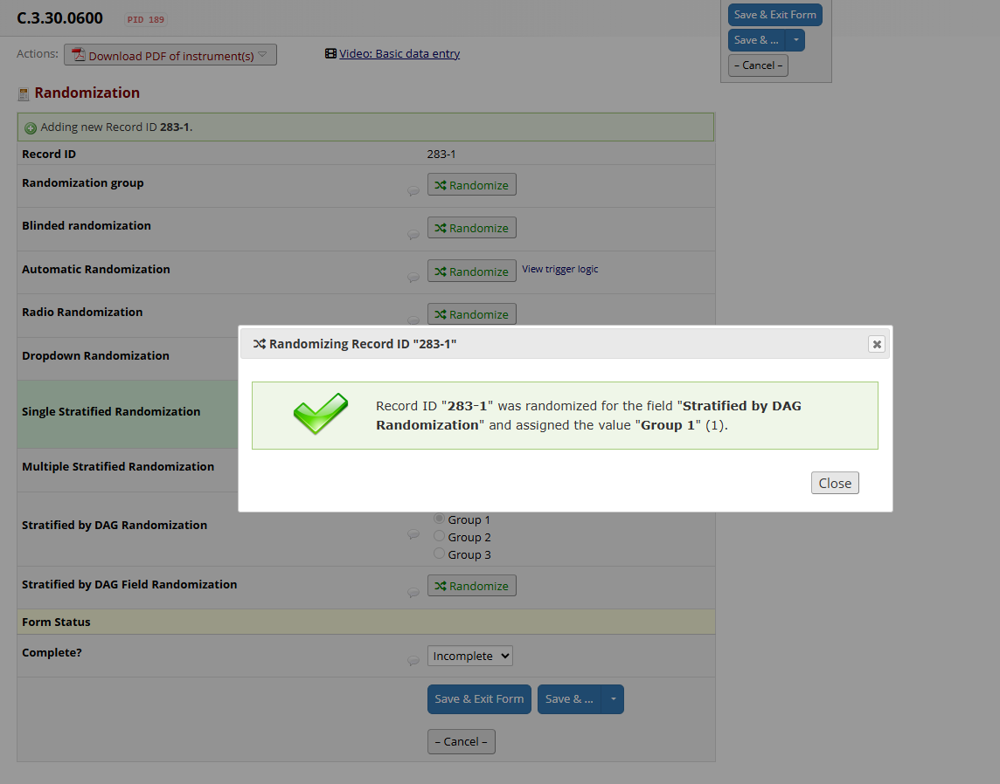 C.3.30.0600 PID 189
Save & Exit Form
Save & ...
– Cancel –
Actions: Download PDF of instrument(s) Video: Basic data entry
Randomization
Adding new Record ID 283-1.
Record ID 283-1
Randomization group Randomize
Blinded randomization Randomize
Automatic Randomization Randomize View trigger logic
Radio Randomization Randomize
Dropdown Randomization
Single Stratified Randomization
Multiple Stratified Randomization
Randomizing Record ID "283-1"
Record ID "283-1" was randomized for the field "Stratified by DAG
Randomization" and assigned the value "Group 1" (1).
Close
Stratified by DAG Randomization
Group 1
Group 2
Group 3
Stratified by DAG Field Randomization Randomize
Form Status
Complete? Incomplete
Save & Exit Form Save & ...
– Cancel –